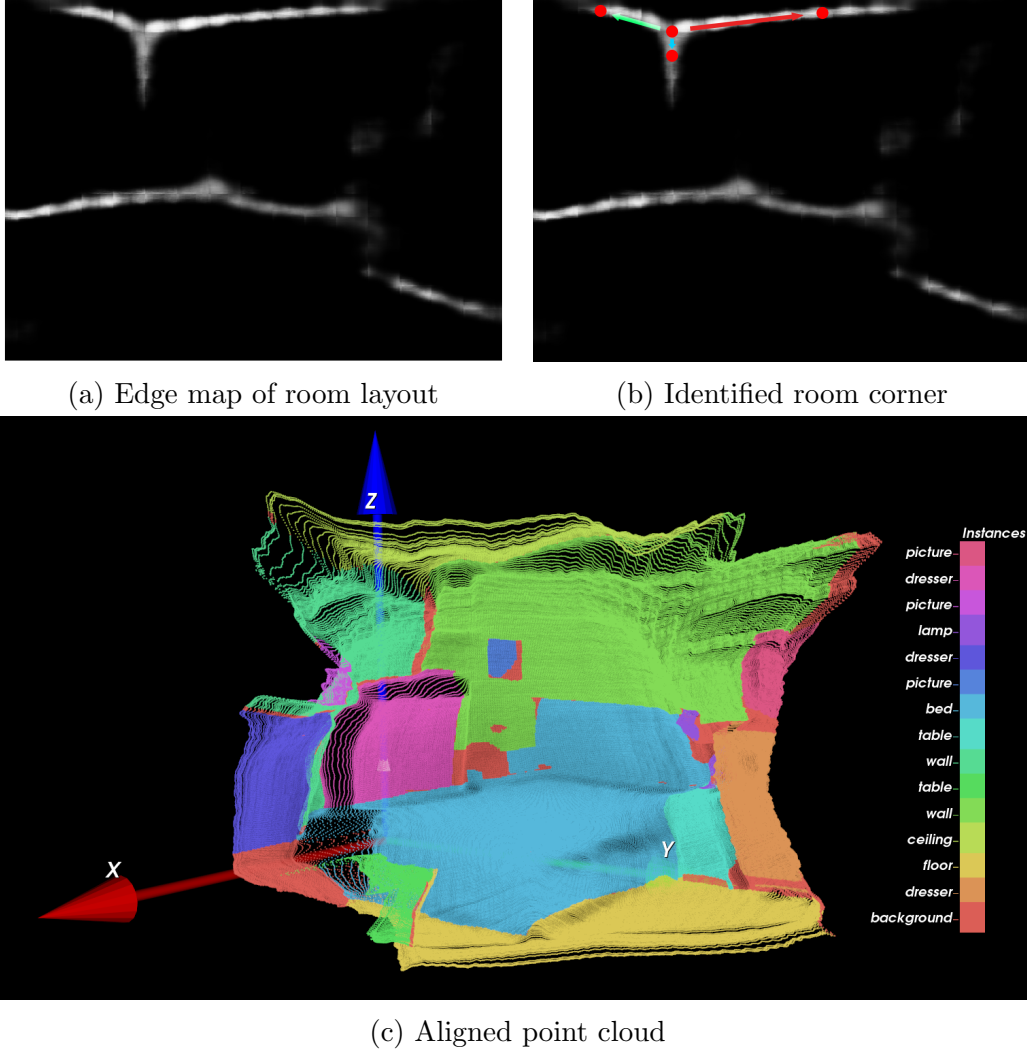 (a) Edge map of room layout
(b) Identified room corner
Z
Instances
picture
dresser
picture
lamp
dresser
picture
bed
table
wall
table
wall
ceiling
floor
dresser
background
Y
X
(c) Aligned point cloud